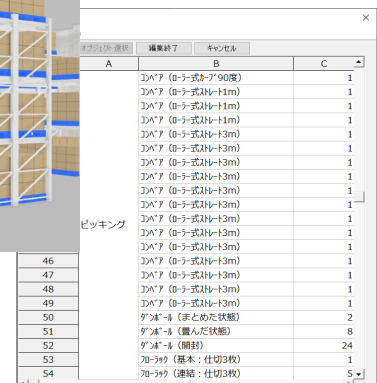 ×
オブジェクト選択 編集終了 キャンセル
A B C
コンベア（ローラー式カーブ90度） 1
コンベア（ローラー式ストレート1m） 1
コンベア（ローラー式ストレート1m） 1
コンベア（ローラー式ストレート1m） 1
コンベア（ローラー式ストレート3m） 1
コンベア（ローラー式ストレート3m） 1
コンベア（ローラー式ストレート3m） 1
コンベア（ローラー式ストレート3m） 1
コンベア（ローラー式ストレート3m） 1
コンベア（ローラー式ストレート3m） 1
ピッキング コンベア（ローラー式ストレート3m） 1
コンベア（ローラー式ストレート3m） 1
コンベア（ローラー式ストレート3m） 1
46 コンベア（ローラー式ストレート3m） 1
47 コンベア（ローラー式ストレート3m） 1
48 コンベア（ローラー式ストレート3m） 1
49 コンベア（ローラー式ストレート3m） 1
50 ダンボール（まとめた状態） 2
51 ダンボール（畳んだ状態） 8
52 ダンボール（開封） 24
53 フローラック（基本：仕切3枚） 1
54 フローラック（連結：仕切3枚） 5